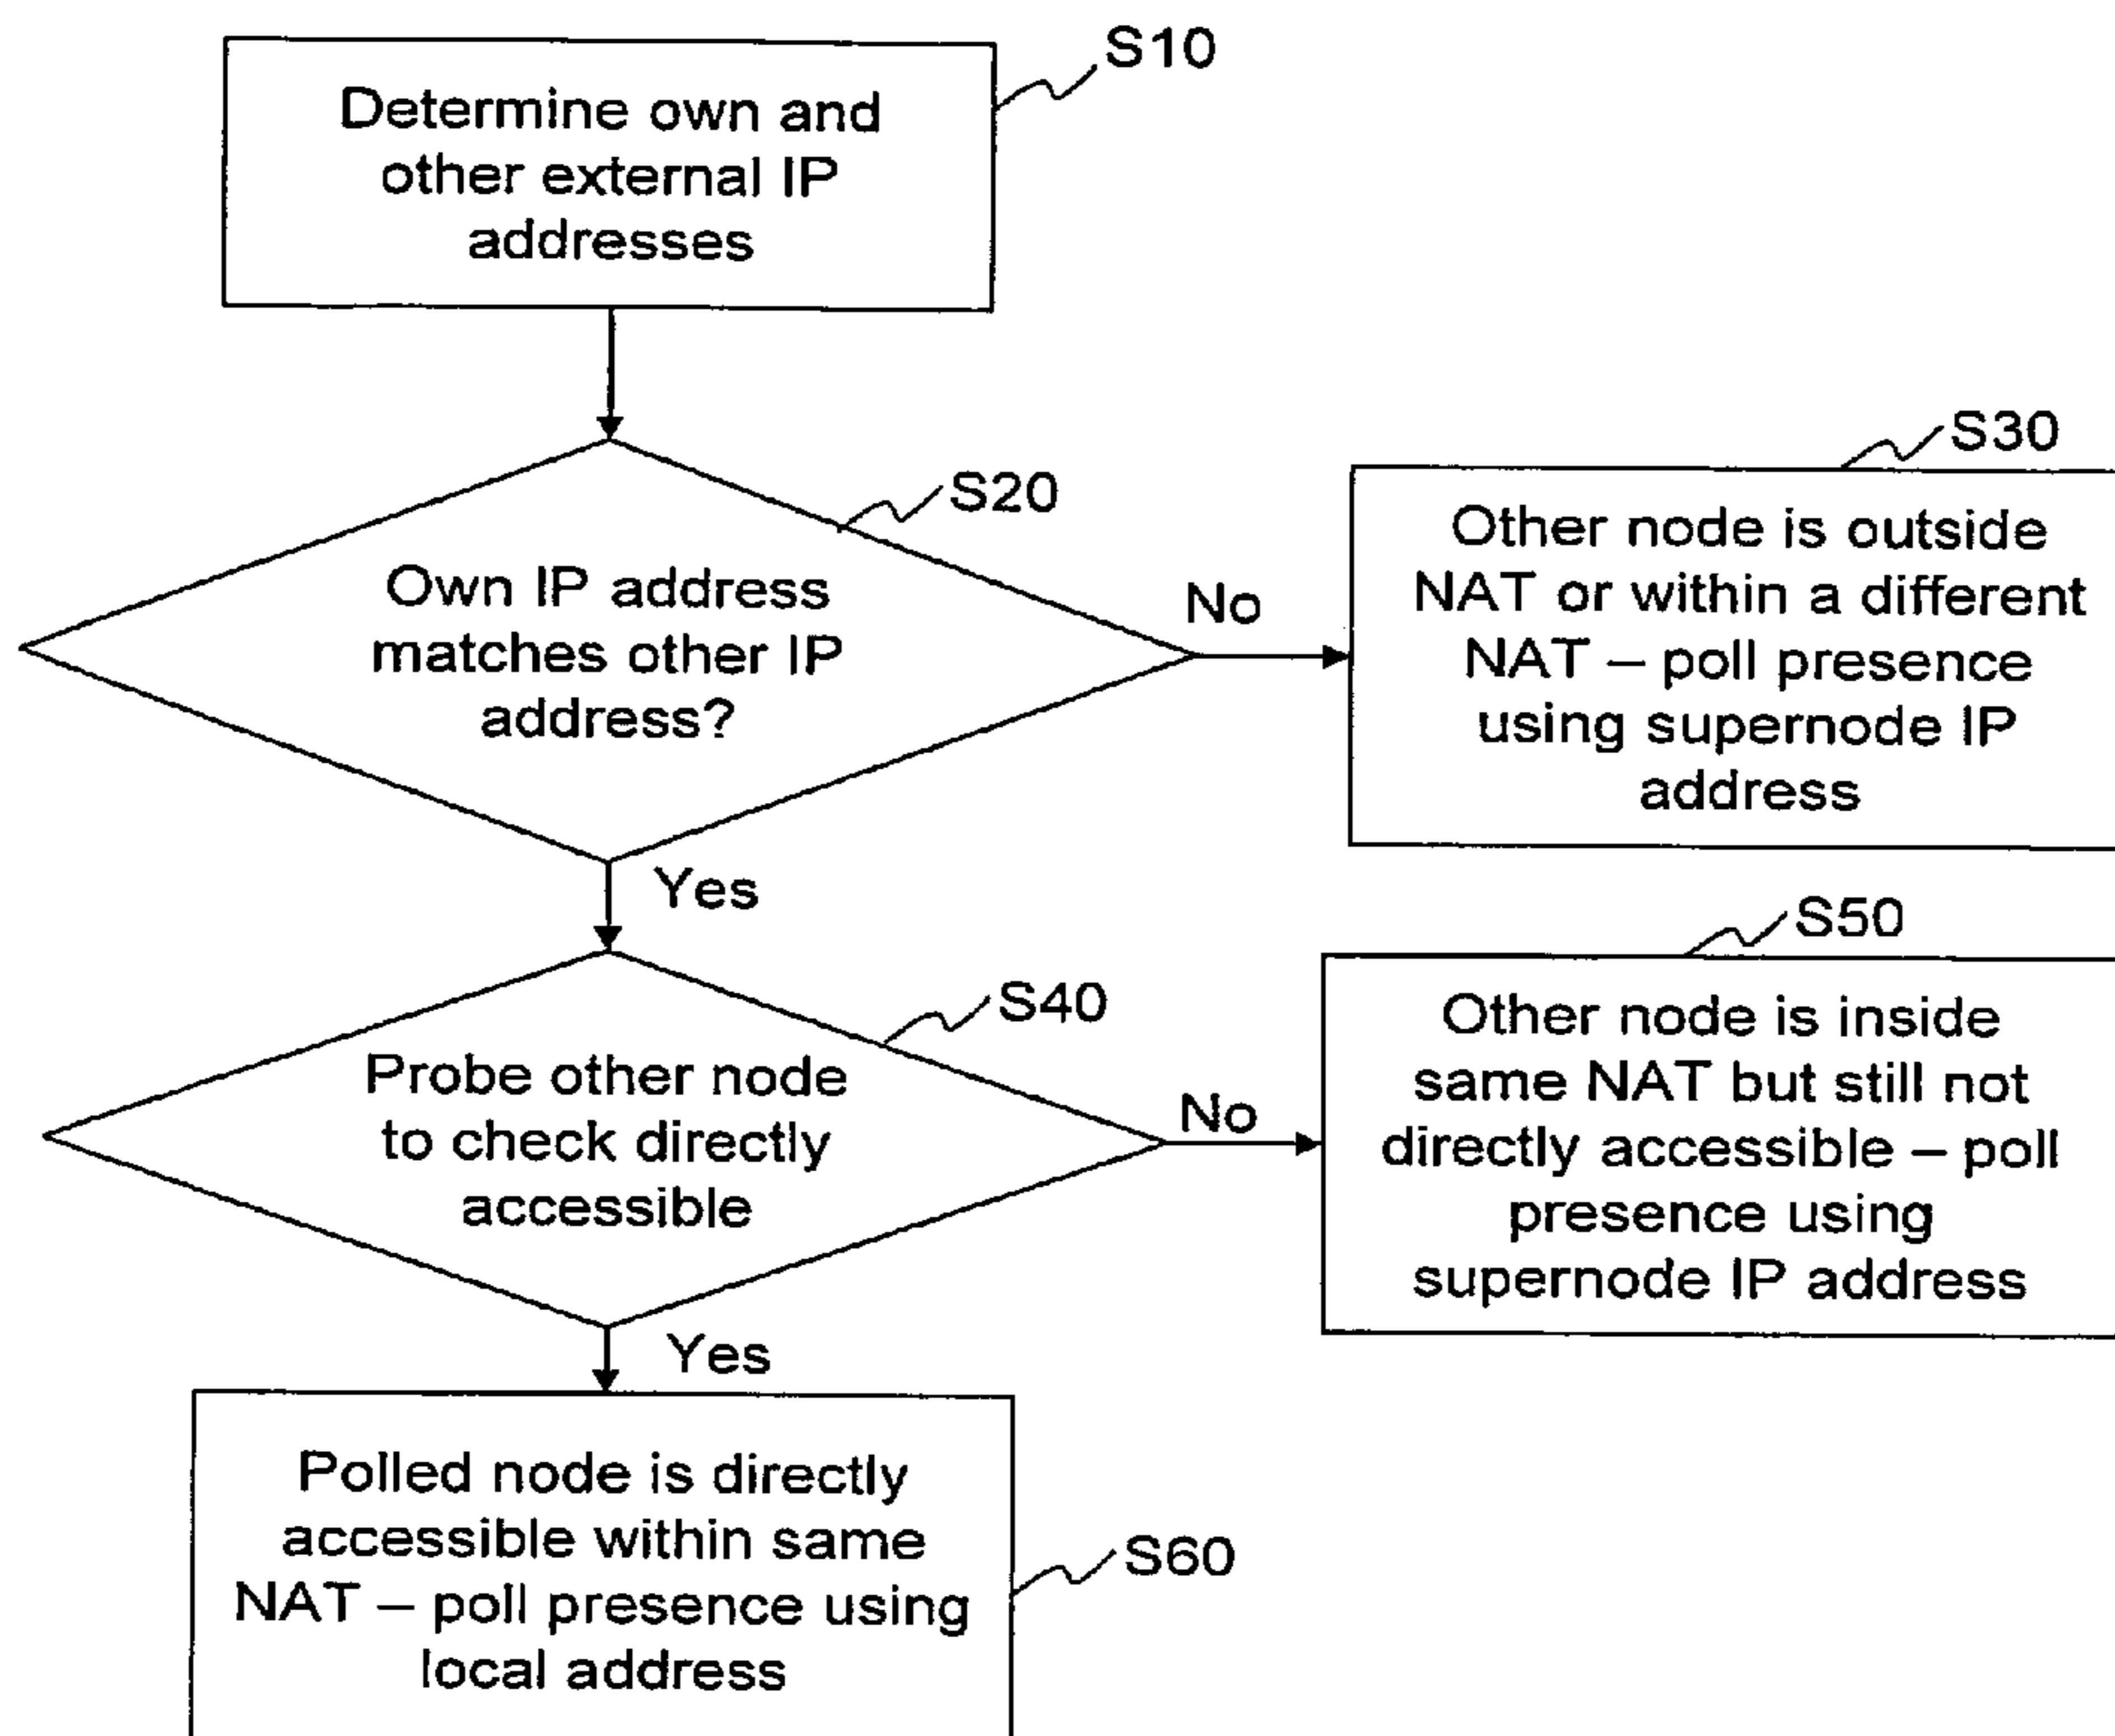 S10
Determine own and
other external IP
addresses
S20
Own IP address
matches other IP
address?
No
S30
Other node is outside
NAT or within a different
NAT – poll presence
using supernode IP
address
Yes
S40
Probe other node
to check directly
accessible
No
S50
Other node is inside
same NAT but still not
directly accessible – poll
presence using
supernode IP address
Yes
Polled node is directly
accessible within same
NAT – poll presence using
local address
S60